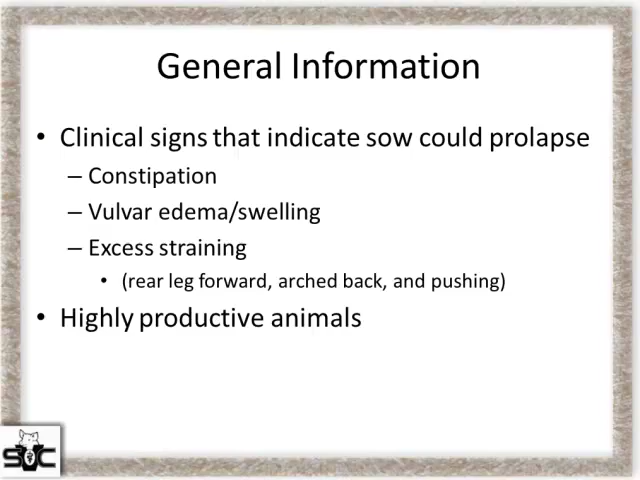 General Information
• Clinical signs that indicate sow could prolapse
– Constipation
– Vulvar edema/swelling
– Excess straining
• (rear leg forward, arched back, and pushing)
• Highly productive animals
SVC